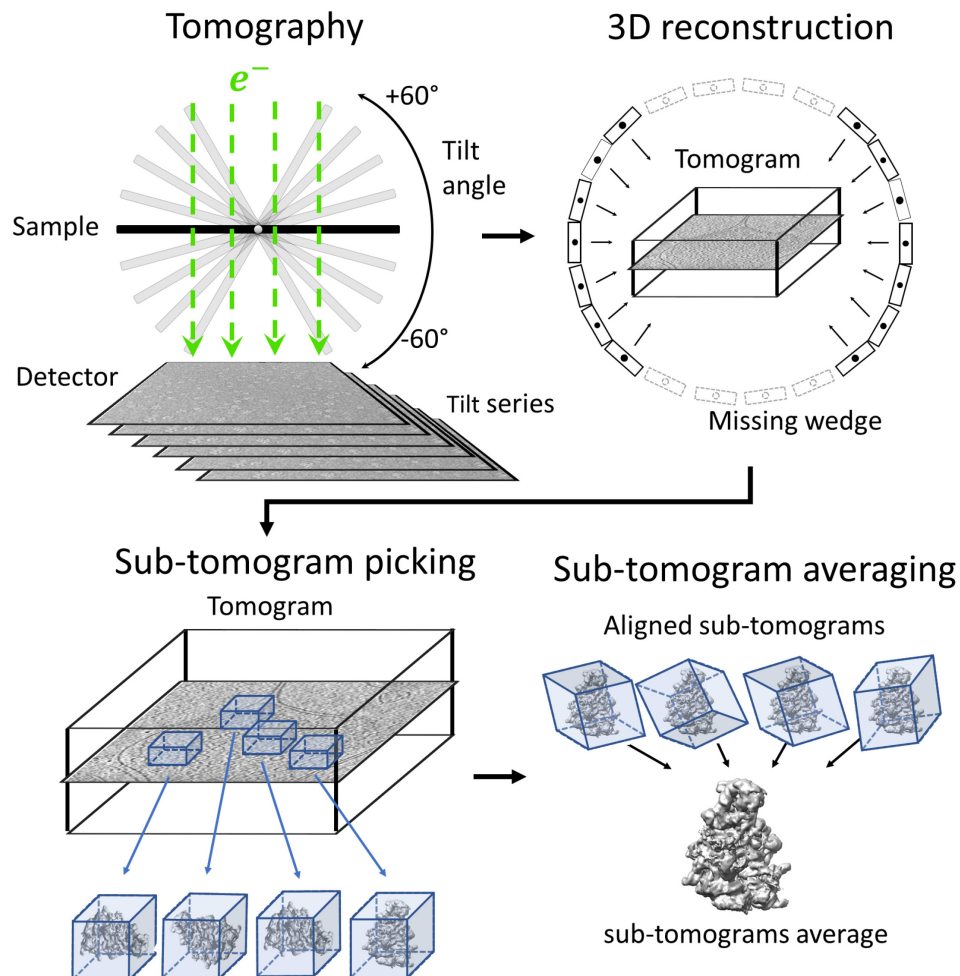 Tomography
e⁻
+60°
Tilt
angle
Sample
-60°
Detector
Tilt series
3D reconstruction
Tomogram
Missing wedge
Sub-tomogram picking
Tomogram
Sub-tomogram averaging
Aligned sub-tomograms
sub-tomograms average